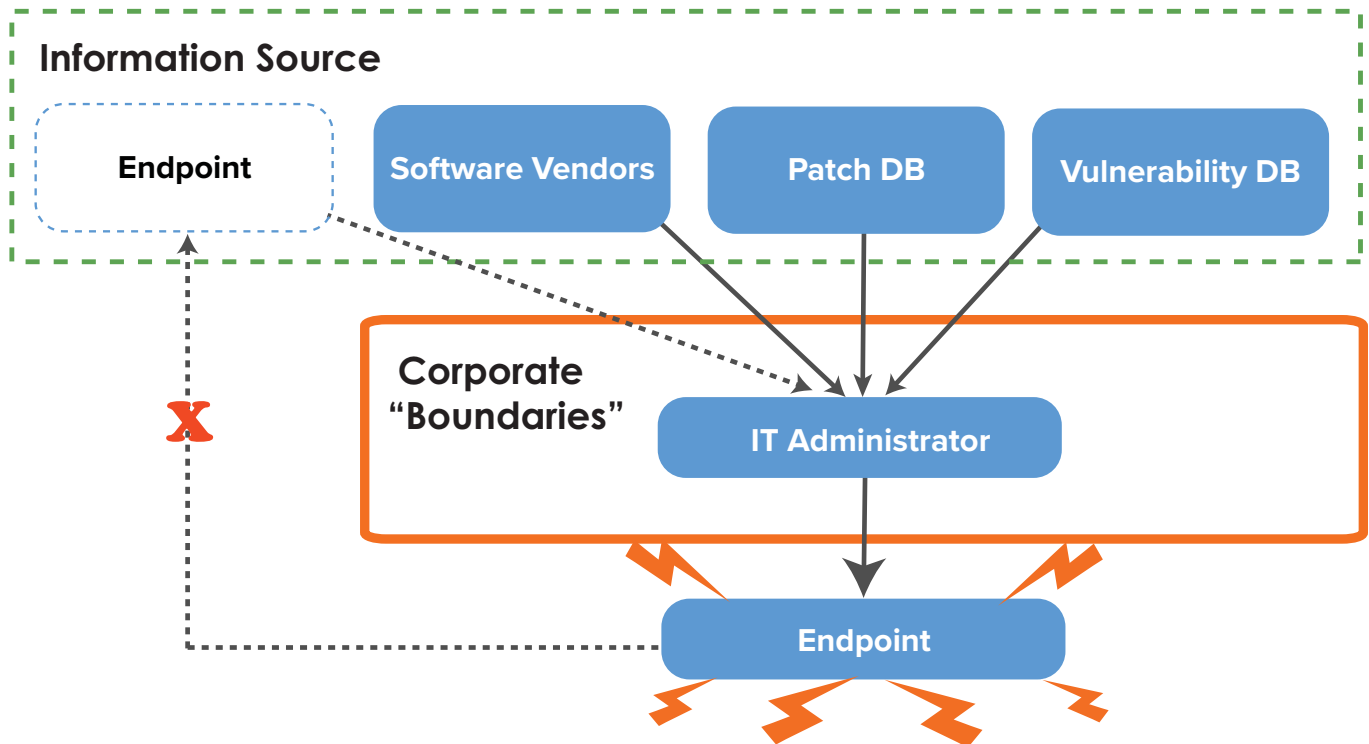 Information Source
Endpoint
Software Vendors
Patch DB
Vulnerability DB
Corporate
“Boundaries”
IT Administrator
X
Endpoint